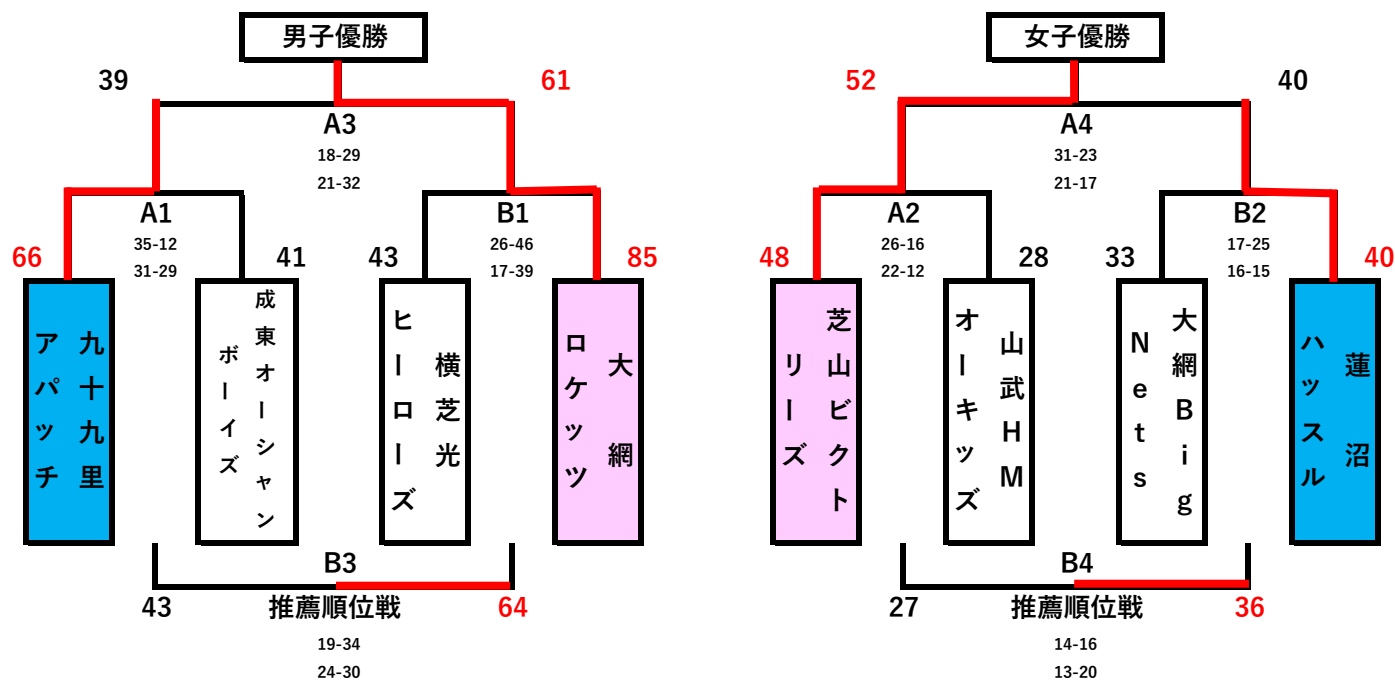 男子優勝
39
61
A3
18-29
21-32
A1
35-12
31-29
B1
26-46
17-39
66
41
43
85
九十九里
アパッチ
成東オーシャン
ボーイズ
横芝光
ヒーローズ
大網
ロケッツ
B3
43
推薦順位戦
64
19-34
24-30
女子優勝
52
40
A4
31-23
21-17
A2
26-16
22-12
B2
17-25
16-15
48
28
33
40
芝山ビクト
リーズ
山武HM
オーキッズ
大網Big
Nets
蓮沼
ハッスル
B4
27
推薦順位戦
36
14-16
13-20